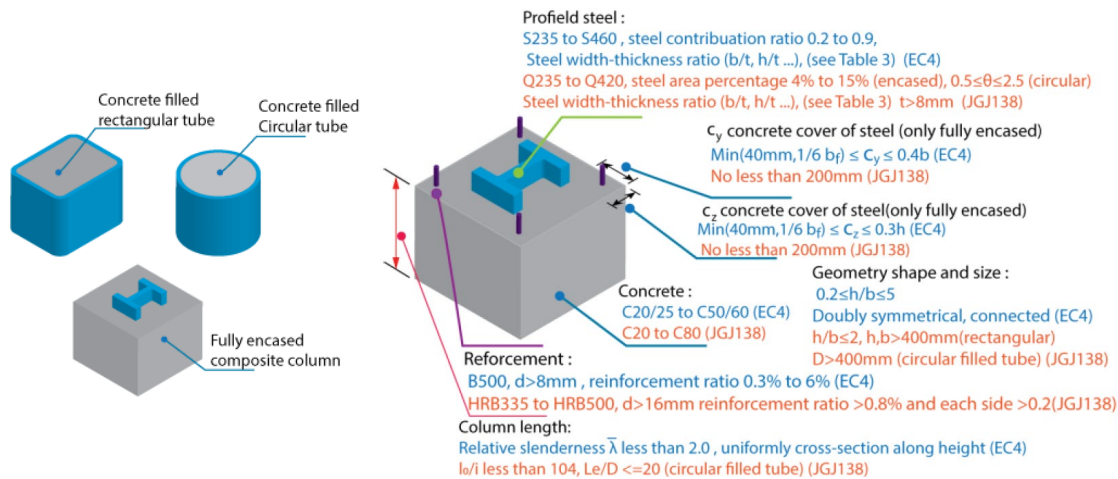 Concrete filled
rectangular tube
Concrete filled
Circular tube
Fully encased
composite column
Profield steel :
S235 to S460 , steel contribuation ratio 0.2 to 0.9,
Steel width-thickness ratio (b/t, h/t ...), (see Table 3) (EC4)
Q235 to Q420, steel area percentage 4% to 15% (encased), 0.5≤θ≤2.5 (circular)
Steel width-thickness ratio (b/t, h/t ...), (see Table 3) t>8mm (JGJ138)
cy concrete cover of steel (only fully encased)
Min(40mm,1/6 bf) ≤ cy ≤ 0.4b (EC4)
No less than 200mm (JGJ138)
cz concrete cover of steel(only fully encased)
Min(40mm,1/6 bf) ≤ cz ≤ 0.3h (EC4)
No less than 200mm (JGJ138)
Geometry shape and size :
0.2≤h/b≤5
Doubly symmetrical, connected (EC4)
h/b≤2, h,b>400mm(rectangular)
D>400mm (circular filled tube) (JGJ138)
Concrete :
C20/25 to C50/60 (EC4)
C20 to C80 (JGJ138)
Reforcement :
B500, d>8mm , reinforcement ratio 0.3% to 6% (EC4)
HRB335 to HRB500, d>16mm reinforcement ratio >0.8% and each side >0.2(JGJ138)
Column length:
Relative slenderness λ̅ less than 2.0 , uniformly cross-section along height (EC4)
l₀/i less than 104, Le/D <=20 (circular filled tube) (JGJ138)